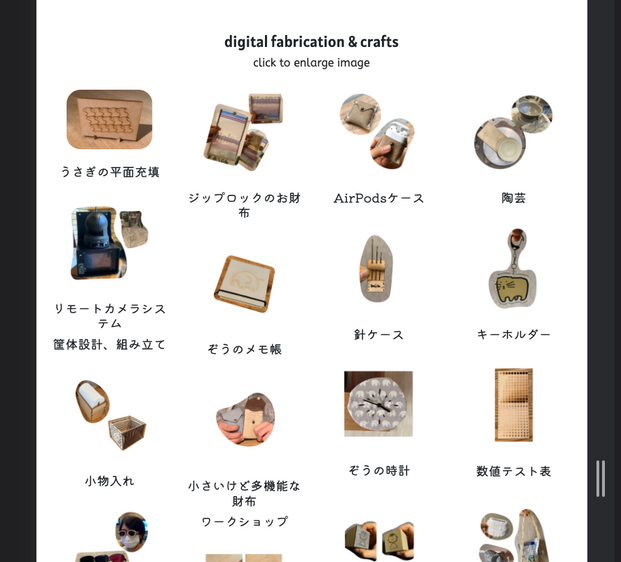 digital fabrication & crafts
click to enlarge image
うさぎの平面充填
ジップロックのお財
布
AirPodsケース
陶芸
リモートカメラシス
テム
筐体設計、組み立て
ぞうのメモ帳
針ケース
キーホルダー
小物入れ
小さいけど多機能な
財布
ワークショップ
ぞうの時計
数値テスト表